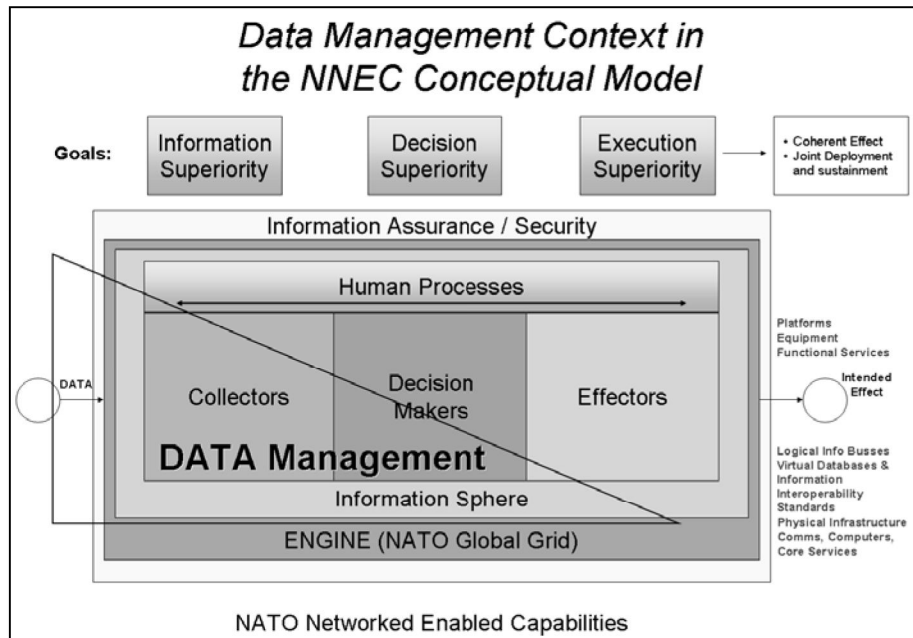 Data Management Context in
the NNEC Conceptual Model
Goals:
Information
Superiority
Decision
Superiority
Execution
Superiority
• Coherent Effect
• Joint Deployment
and sustainment
Information Assurance / Security
Human Processes
DATA
Collectors
Decision
Makers
Effectors
DATA Management
Information Sphere
ENGINE (NATO Global Grid)
Platforms
Equipment
Functional Services
Intended
Effect
Logical Info Busses
Virtual Databases &
Information
Interoperability
Standards
Physical Infrastructure
Comms, Computers,
Core Services
NATO Networked Enabled Capabilities